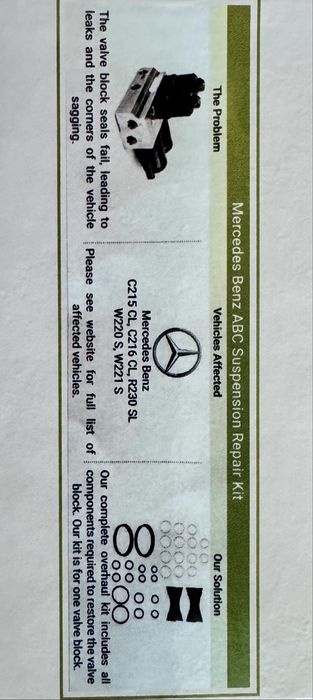 Mercedes Benz ABC Suspension Repair Kit
The Problem
The valve block seals fail, leading to
leaks and the corners of the vehicle
sagging.
Vehicles Affected
Mercedes Benz
C215 CL, C216 CL, R230 SL
W220 S, W221 S
Please see website for full list of
affected vehicles.
Our Solution
Our complete overhaul kit includes all
components required to restore the valve
block. Our kit is for one valve block.